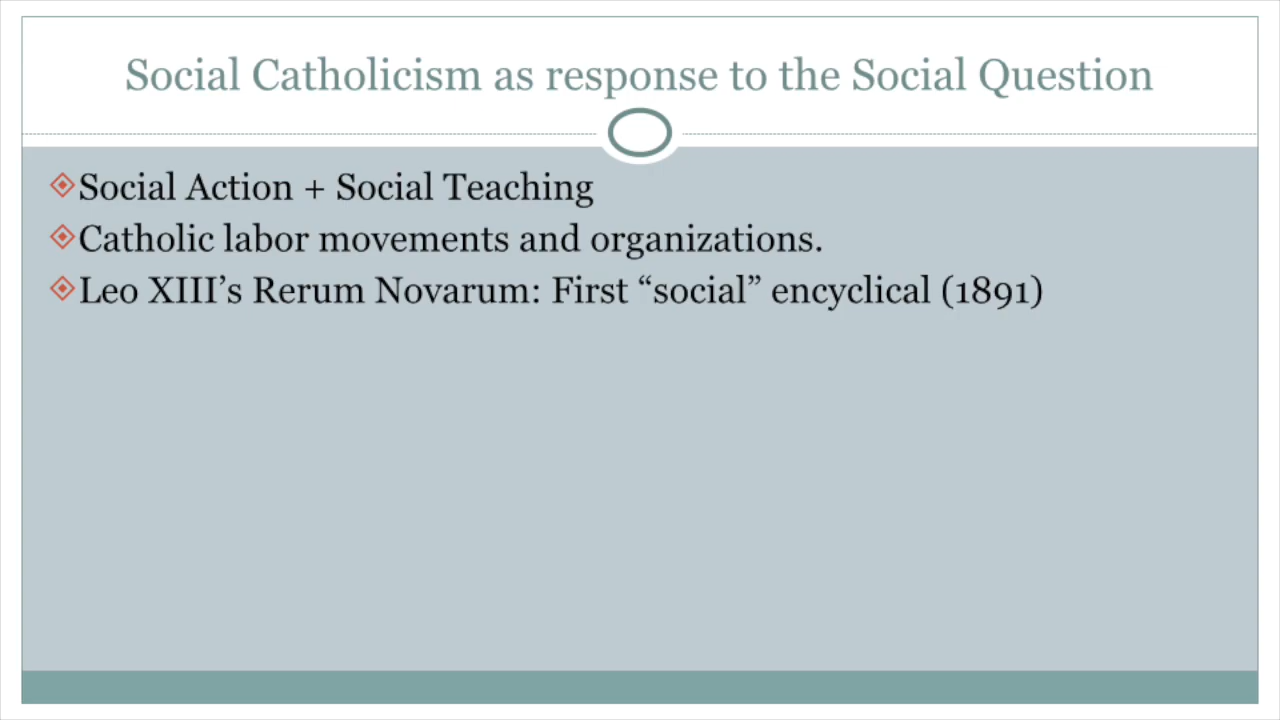 Social Catholicism as response to the Social Question
Social Action + Social Teaching
Catholic labor movements and organizations.
Leo XIII’s Rerum Novarum: First “social” encyclical (1891)